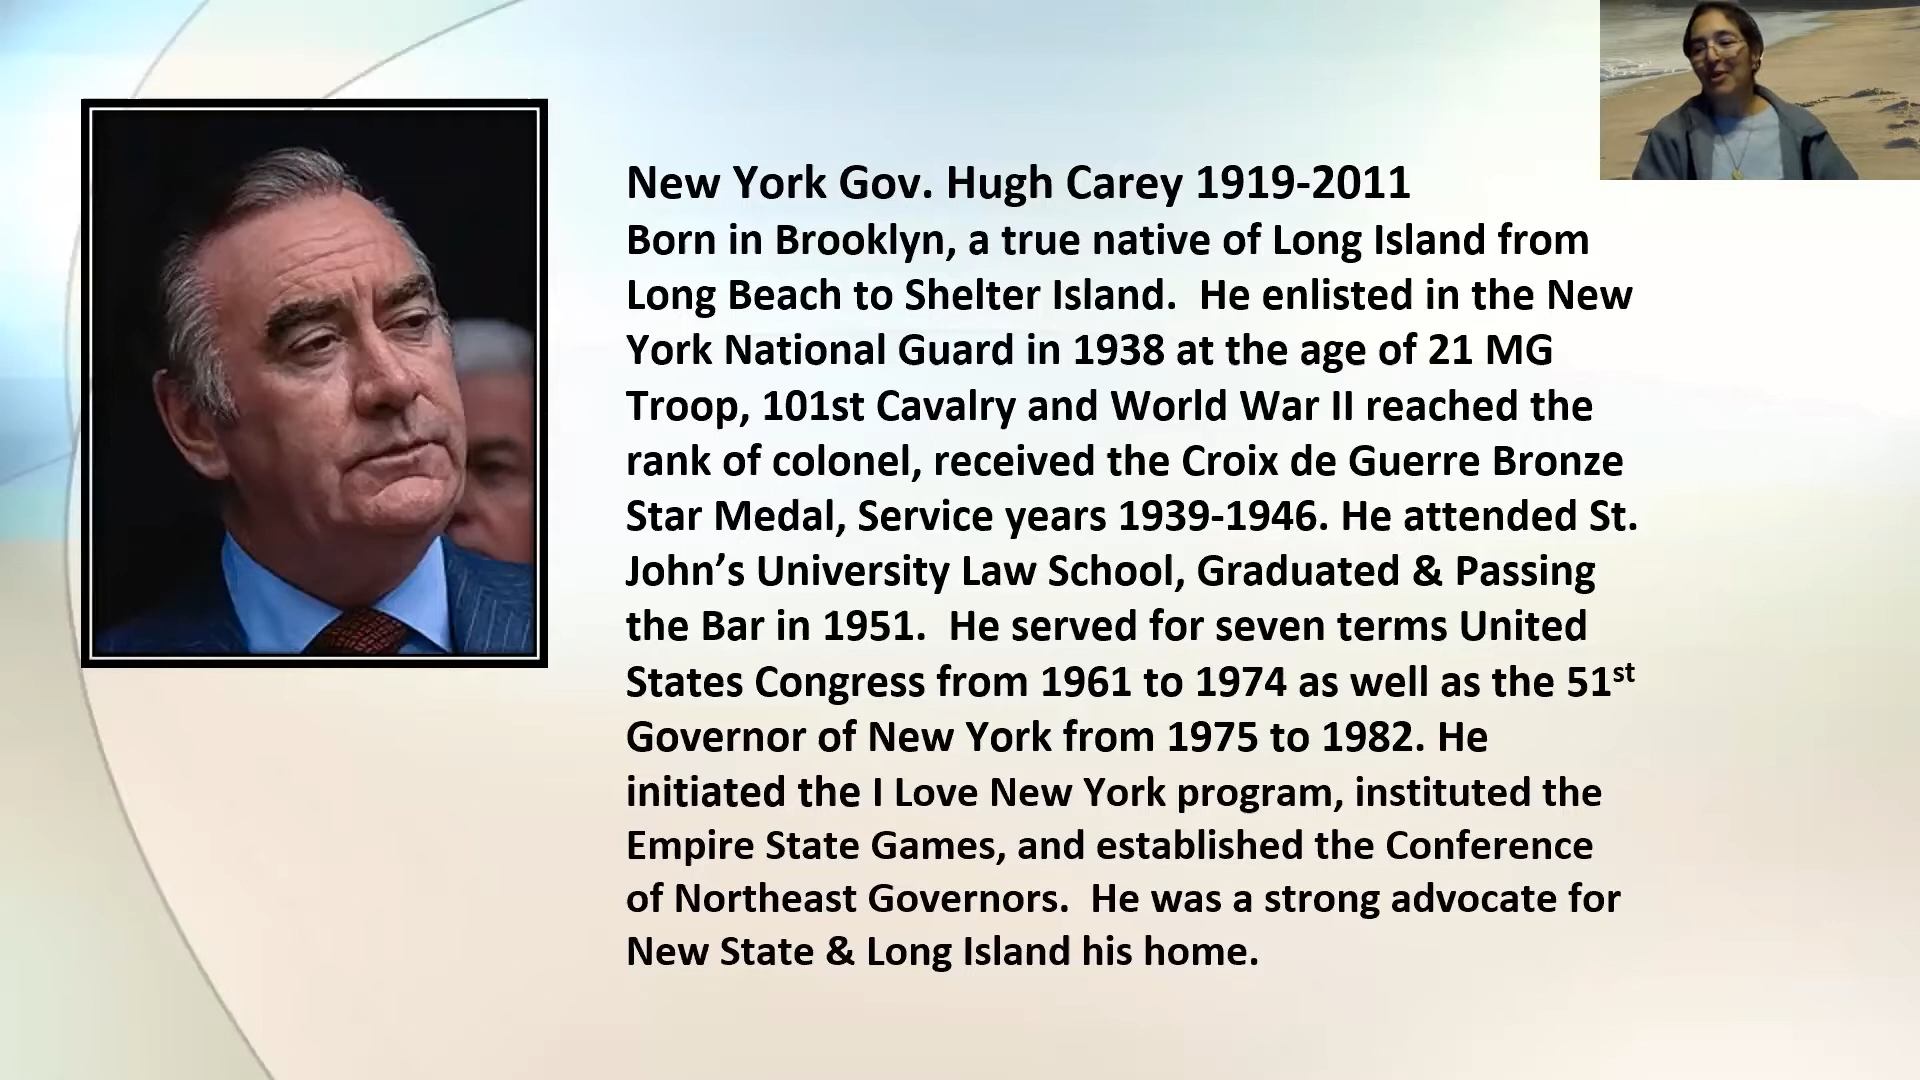 New York Gov. Hugh Carey 1919-2011
Born in Brooklyn, a true native of Long Island from
Long Beach to Shelter Island.  He enlisted in the New
York National Guard in 1938 at the age of 21 MG
Troop, 101st Cavalry and World War II reached the
rank of colonel, received the Croix de Guerre Bronze
Star Medal, Service years 1939-1946. He attended St.
John’s University Law School, Graduated & Passing
the Bar in 1951.  He served for seven terms United
States Congress from 1961 to 1974 as well as the 51st
Governor of New York from 1975 to 1982. He
initiated the I Love New York program, instituted the
Empire State Games, and established the Conference
of Northeast Governors.  He was a strong advocate for
New State & Long Island his home.